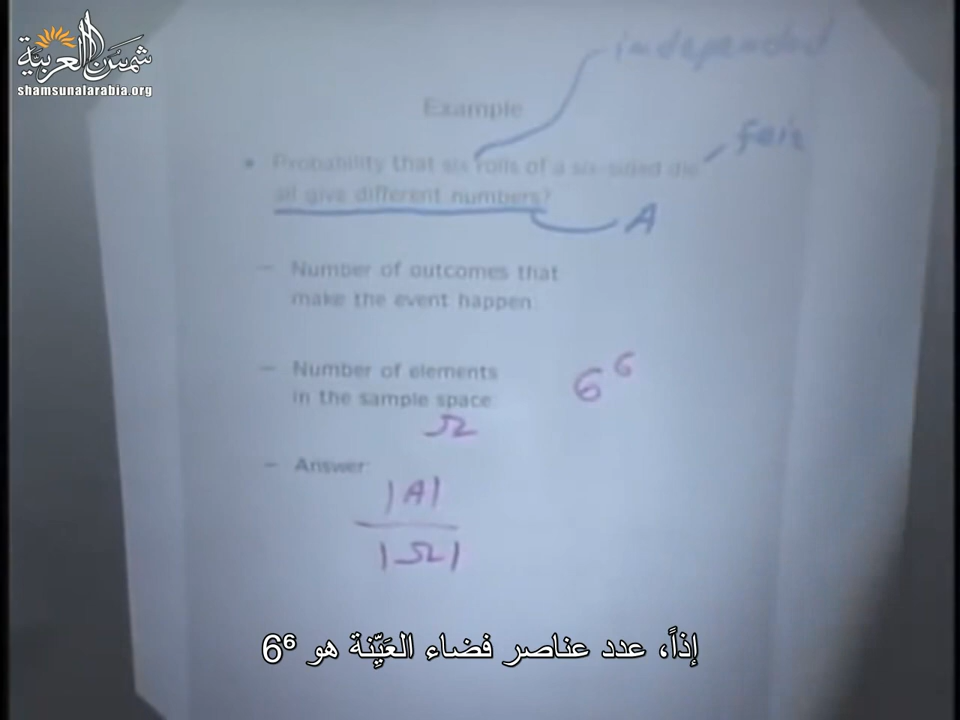 شمس العربية
shamsunalarabia.org
independed
Example
fair
• Probability that six rolls of a six-sided die
all give different numbers?
A
– Number of outcomes that
make the event happen:
– Number of elements
in the sample space:
6⁶
Ω
– Answer:
|A|
|Ω|
إذاً، عدد عناصر فضاء العَيِّنة هو 6⁶